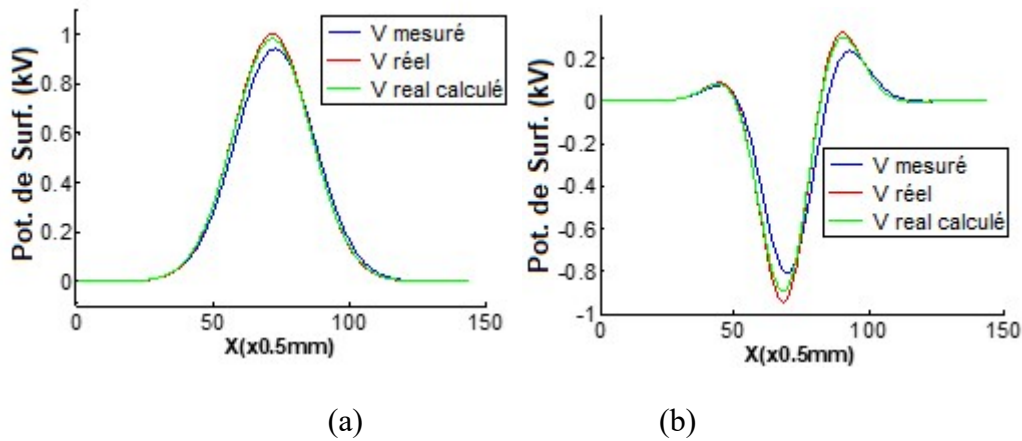 Pot. de Surf. (kV)
1
0.8
0.6
0.4
0.2
0
0
50
100
150
X(x0.5mm)
V mesuré
V réel
V real calculé
(a)
Pot. de Surf. (kV)
0.2
0
-0.2
-0.4
-0.6
-0.8
-1
0
50
100
150
X(x0.5mm)
V mesuré
V réel
V real calculé
(b)